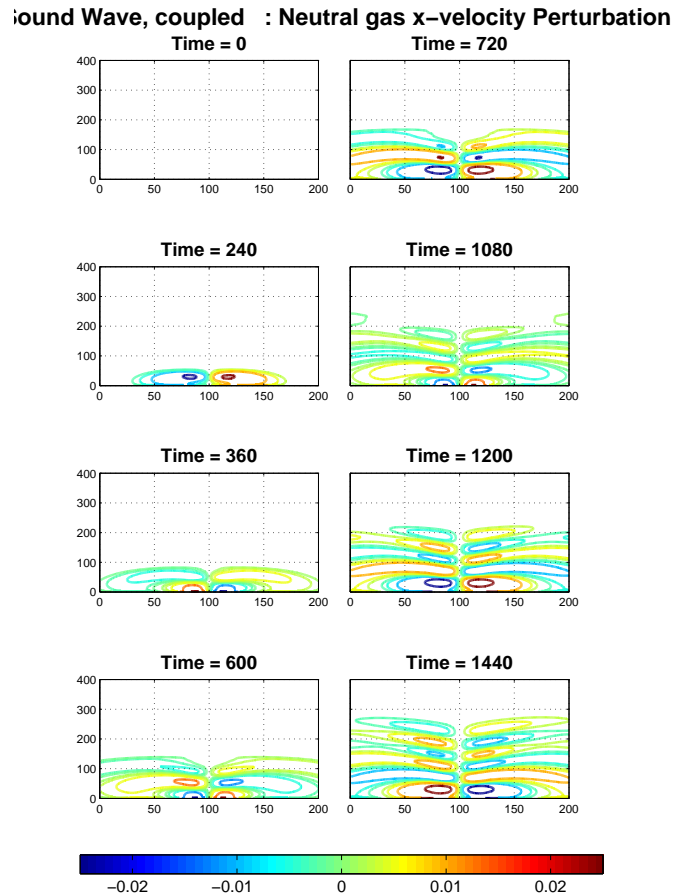 Sound Wave, coupled : Neutral gas x−velocity Perturbation
Time = 0 Time = 720
400
300
200
100
0
0 50 100 150 200 0 50 100 150 200
Time = 240 Time = 1080
400
300
200
100
0
0 50 100 150 200 0 50 100 150 200
Time = 360 Time = 1200
400
300
200
100
0
0 50 100 150 200 0 50 100 150 200
Time = 600 Time = 1440
400
300
200
100
0
0 50 100 150 200 0 50 100 150 200
−0.02 −0.01 0 0.01 0.02